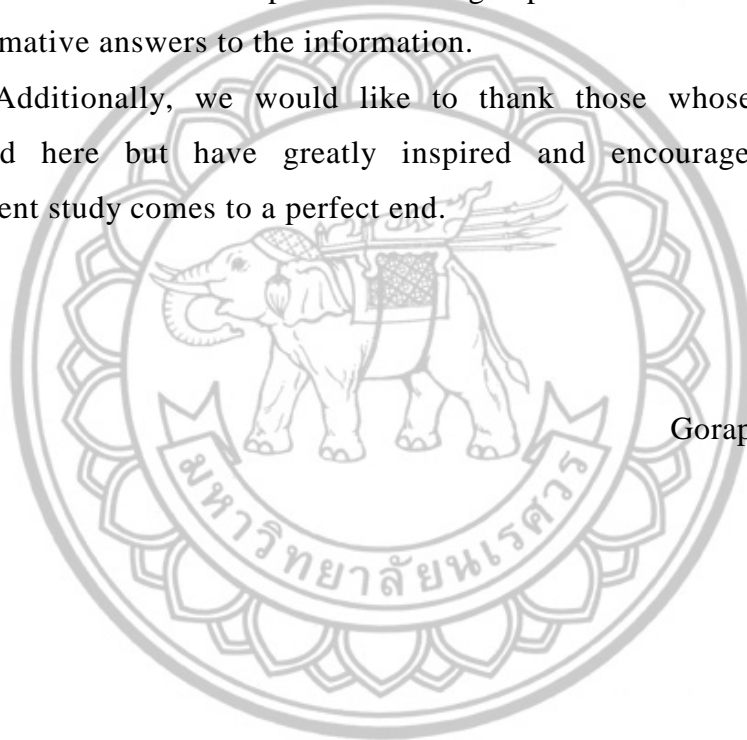 rmative answers to the information.
Additionally, we would like to thank those whose
d here but have greatly inspired and encourage
ent study comes to a perfect end.
Gorap
มหาวิทยาลัยนเรศวร